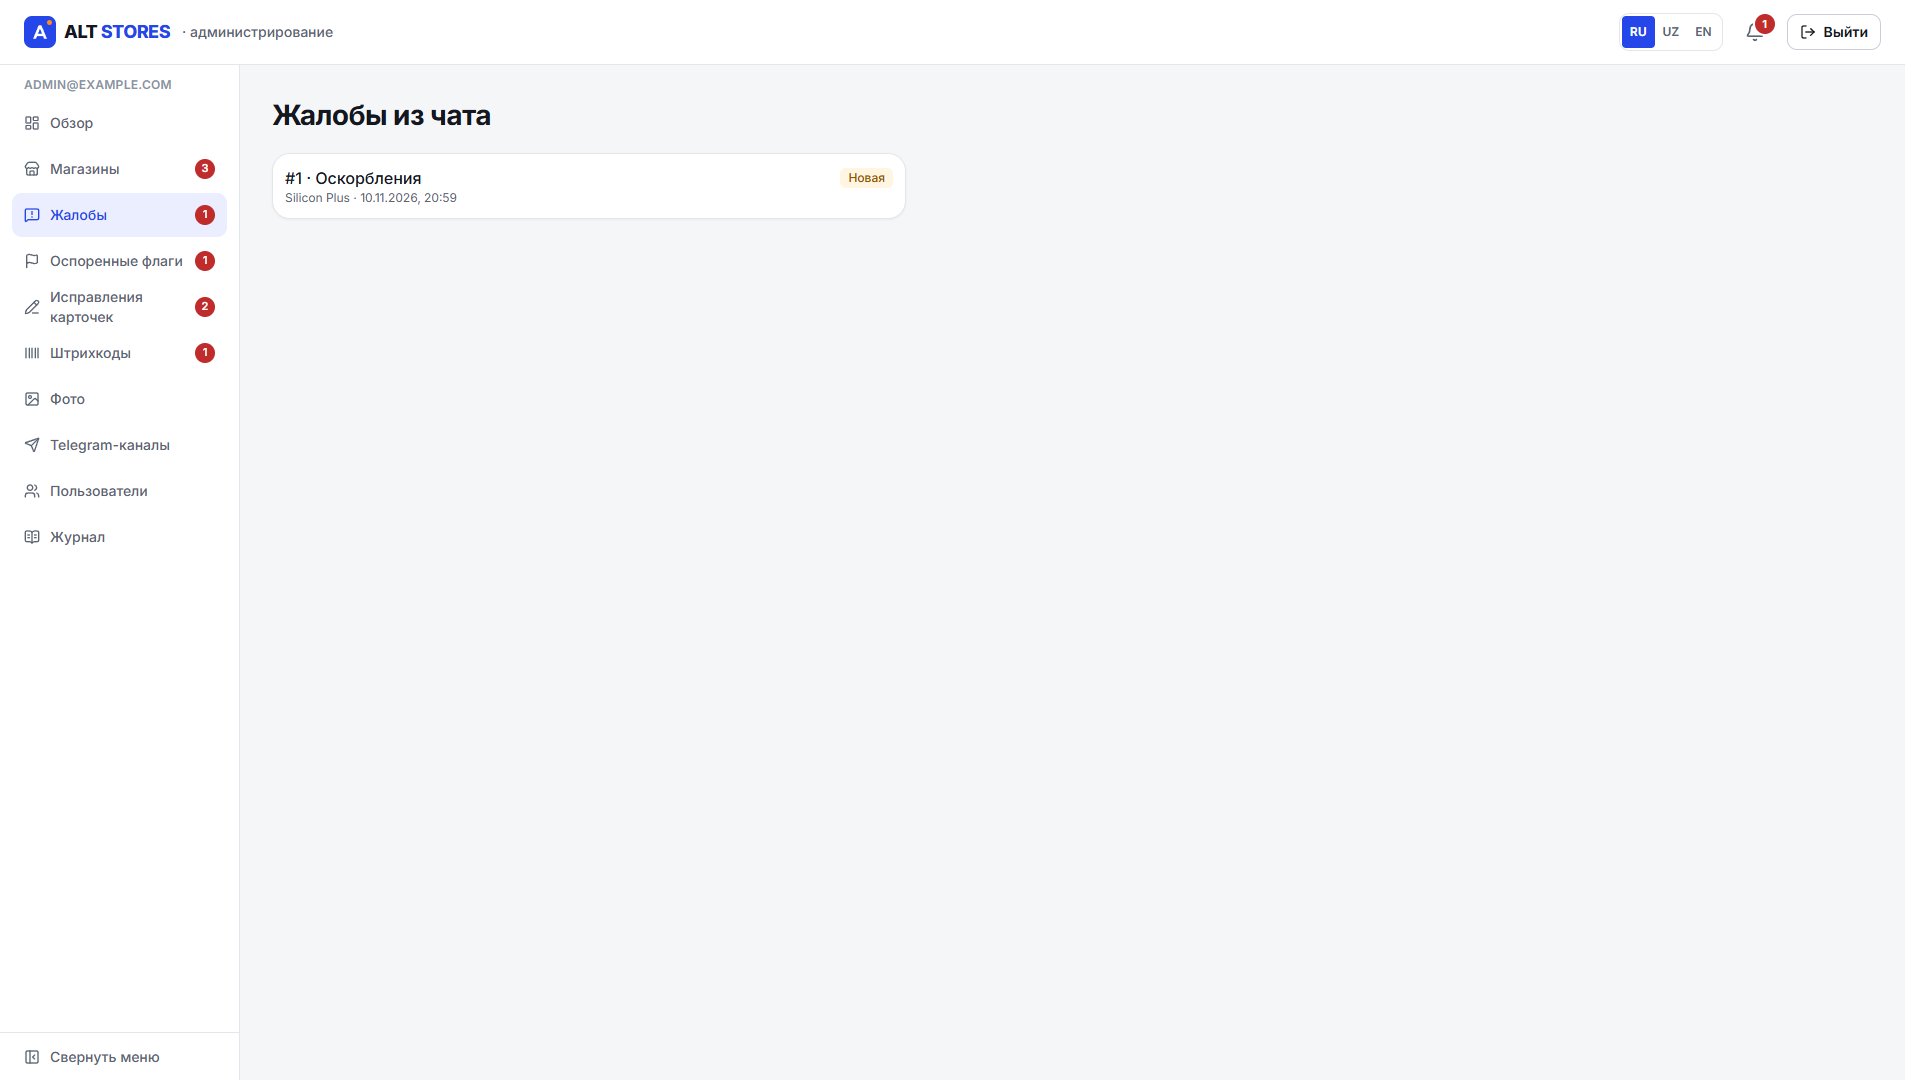 A ALT STORES · администрирование
RU UZ EN
1
Выйти
ADMIN@EXAMPLE.COM
Обзор
Магазины 3
Жалобы 1
Оспоренные флаги 1
Исправления
карточек 2
Штрихкоды 1
Фото
Telegram-каналы
Пользователи
Журнал
Свернуть меню
Жалобы из чата
#1 · Оскорбления Новая
Silicon Plus · 10.11.2026, 20:59